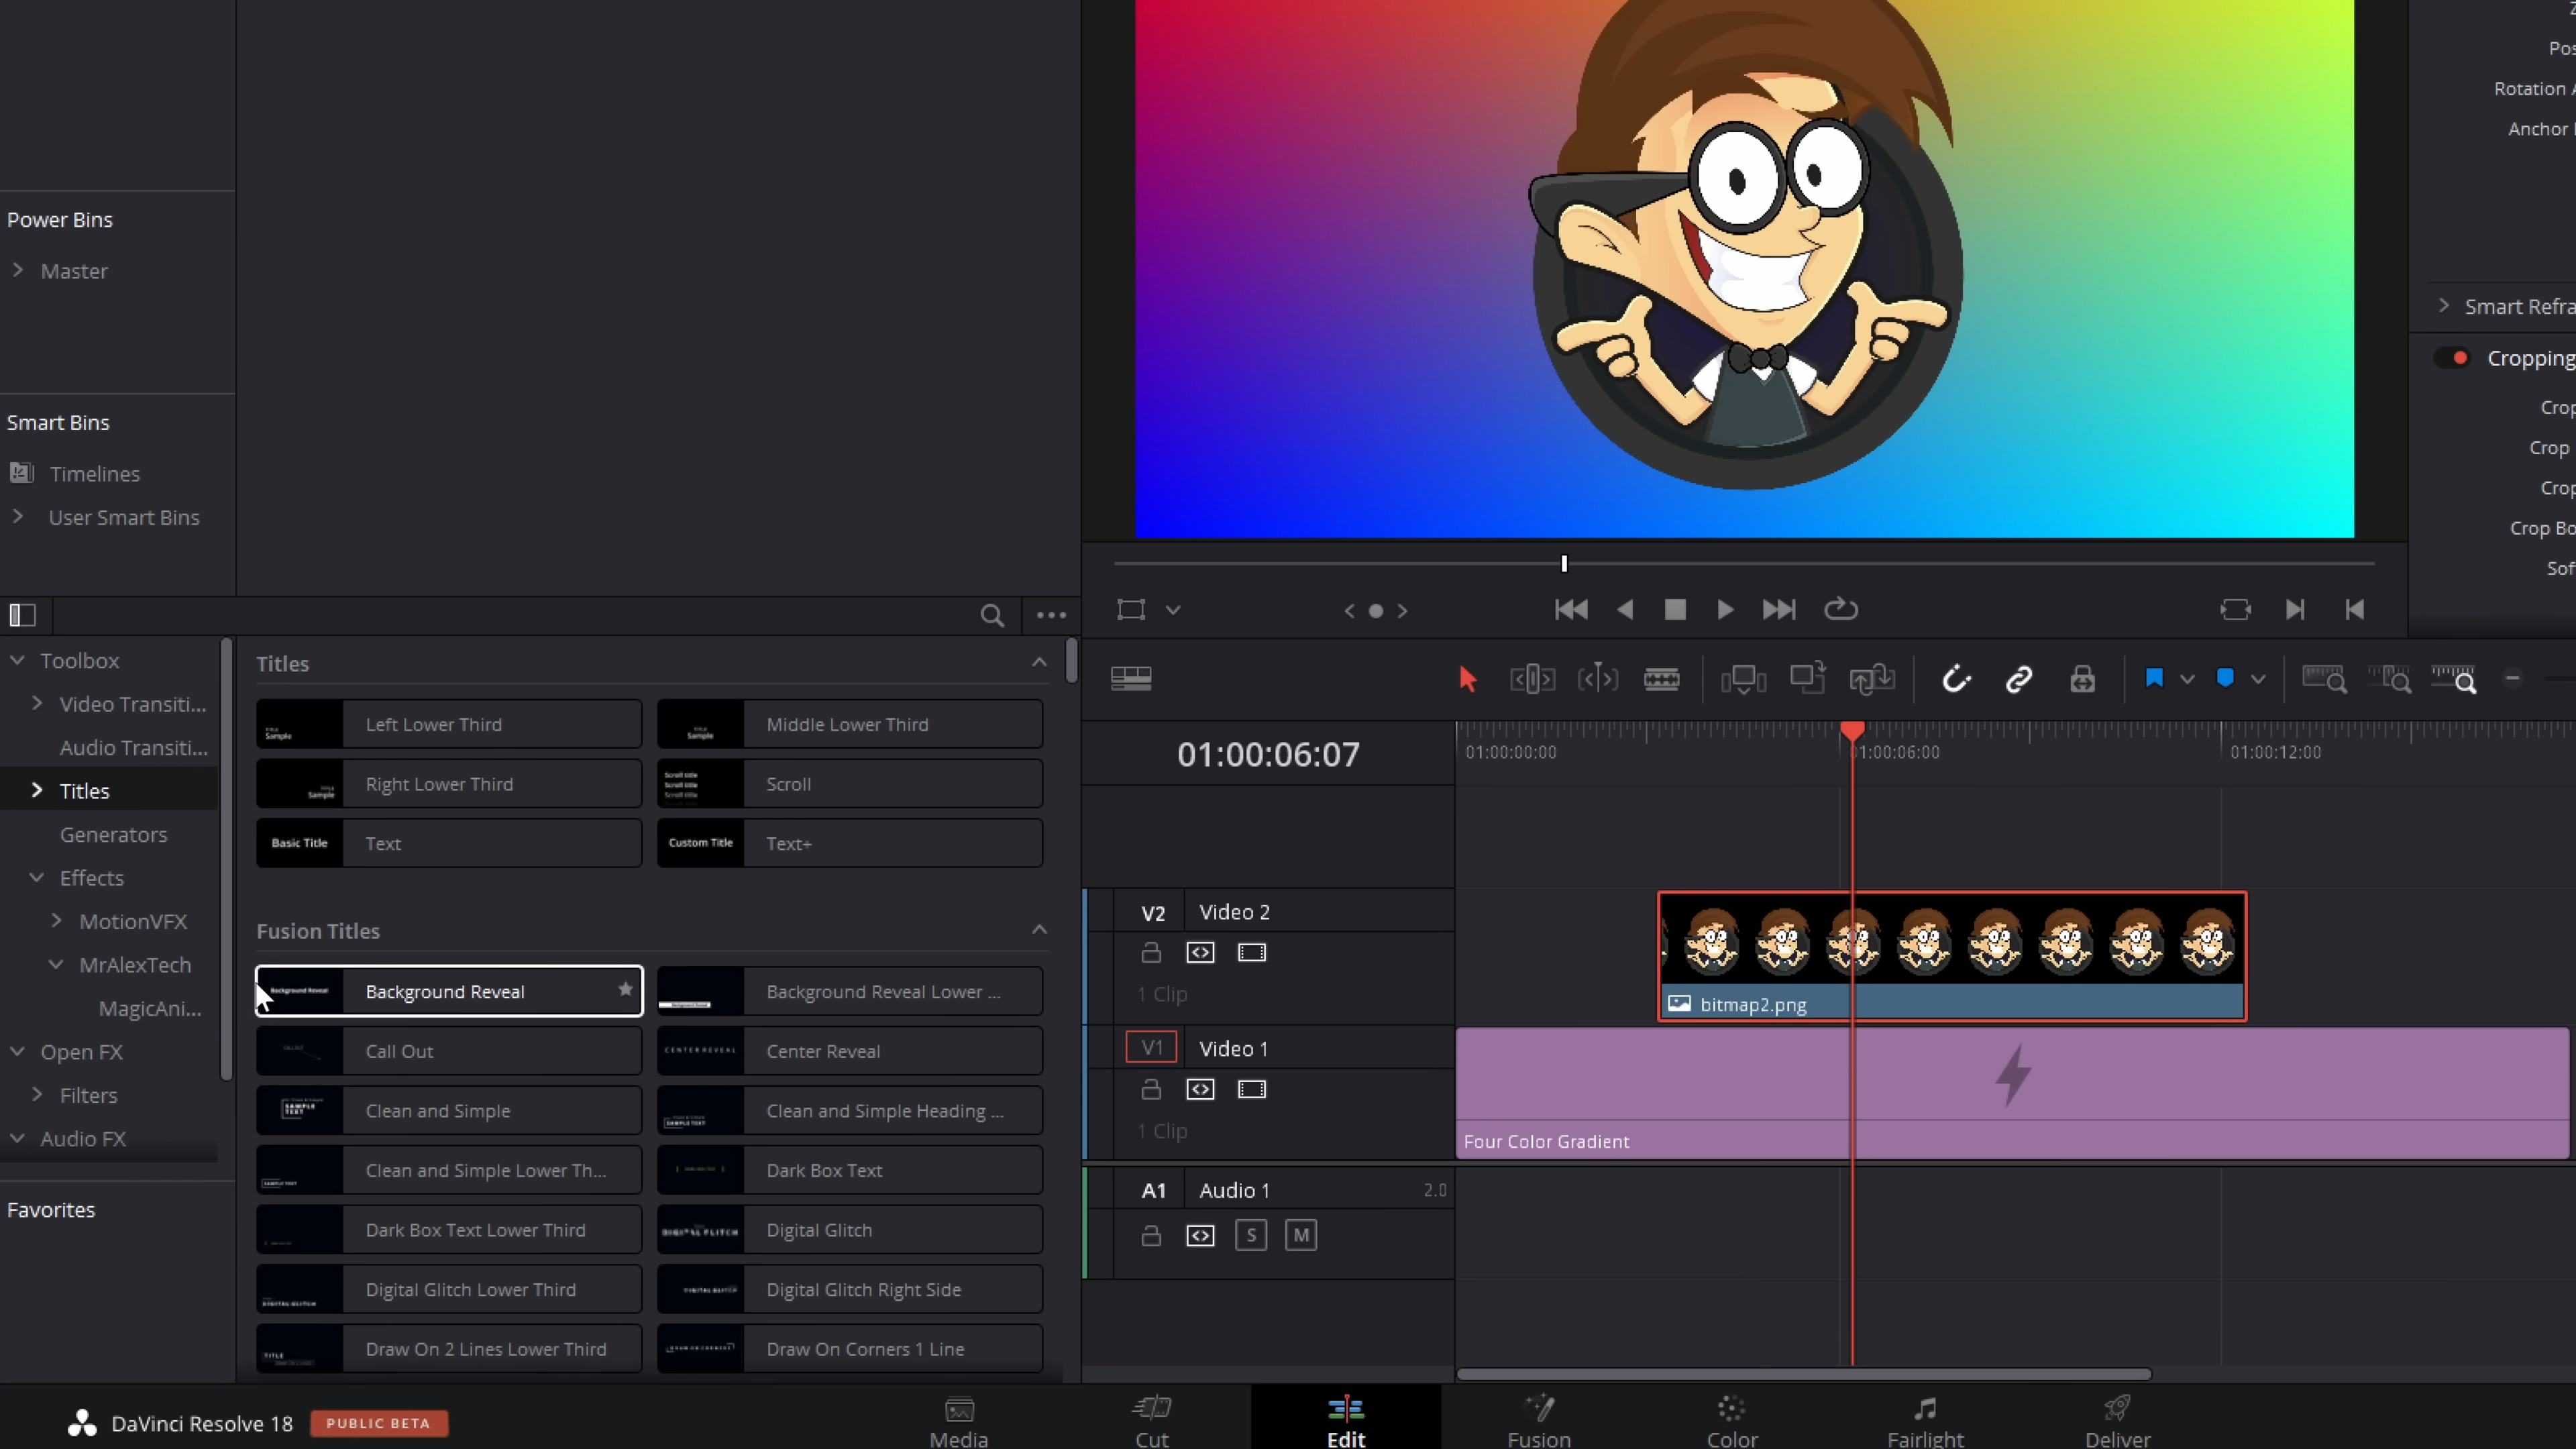 Power Bins
Master
Smart Bins
Timelines
User Smart Bins
Toolbox
Video Transiti...
Audio Transiti...
Titles
Generators
Effects
MotionVFX
MrAlexTech
MagicAni...
Open FX
Filters
Audio FX
Favorites
Titles
Left Lower Third
Middle Lower Third
Right Lower Third
Scroll
Basic Title
Text
Custom Title
Text+
Fusion Titles
Background Reveal
Background Reveal Lower ...
Call Out
CENTER REVEAL
Center Reveal
Clean and Simple
Clean and Simple Heading ...
Clean and Simple Lower Th...
Dark Box Text
Dark Box Text Lower Third
Digital Glitch
Digital Glitch Lower Third
Digital Glitch Right Side
Draw On 2 Lines Lower Third
Draw On Corners 1 Line
Pos
Rotation A
Anchor
Smart Refra
Cropping
Crop
Crop
Crop
Crop Bo
Sof
01:00:06:07
01:00:00:00
01:00:06:00
01:00:12:00
V2
Video 2
1 Clip
bitmap2.png
V1
Video 1
1 Clip
Four Color Gradient
A1
Audio 1
2.0
S
M
DaVinci Resolve 18
PUBLIC BETA
Media
Cut
Edit
Fusion
Color
Fairlight
Deliver